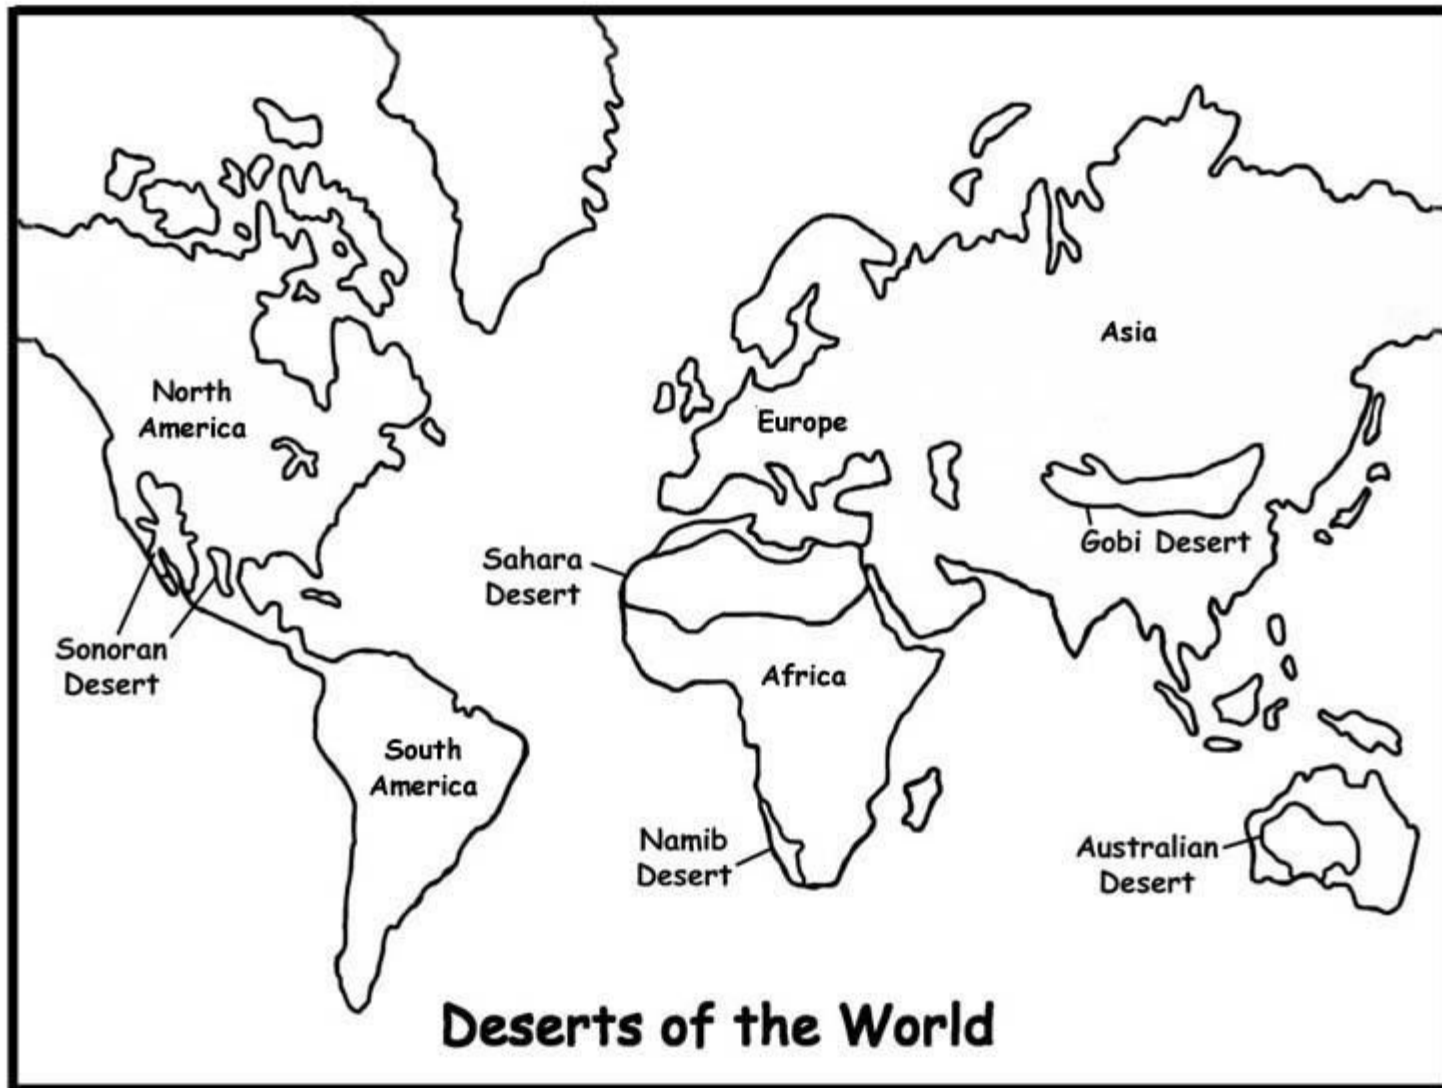 Asia
North
America
Europe
Gobi Desert
Sahara
Desert
Sonoran
Desert
Africa
South
America
Namib
Desert
Australian
Desert
Deserts of the World